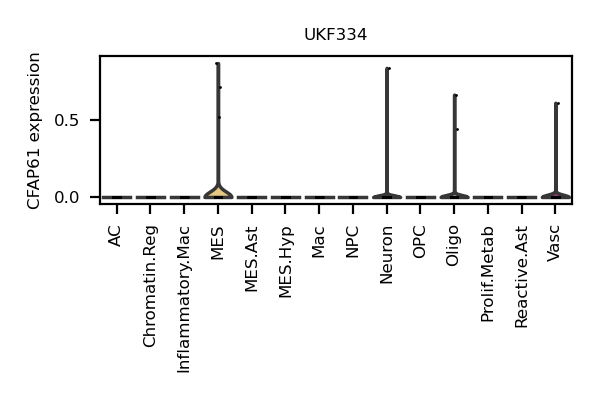 UKF334
CFAP61 expression
0.5
0.0
AC
Chromatin.Reg
Inflammatory.Mac
MES
MES.Ast
MES.Hyp
Mac
NPC
Neuron
OPC
Oligo
Prolif.Metab
Reactive.Ast
Vasc